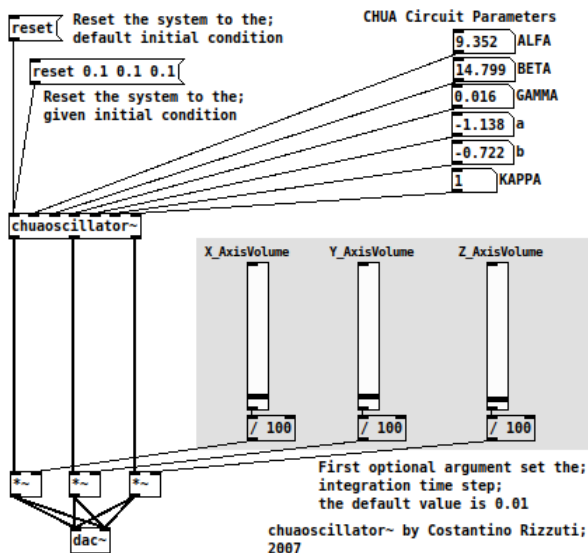 CHUA Circuit Parameters
reset
Reset the system to the;
default initial condition
9.352 ALFA
reset 0.1 0.1 0.1
14.799 BETA
Reset the system to the;
given initial condition
0.016 GAMMA
-1.138 a
-0.722 b
1 KAPPA
chuaoscillator~
X_AxisVolume Y_AxisVolume Z_AxisVolume
/ 100 / 100 / 100
*~ *~ *~
First optional argument set the;
integration time step;
the default value is 0.01
dac~
chuaoscillator~ by Costantino Rizzuti;
2007